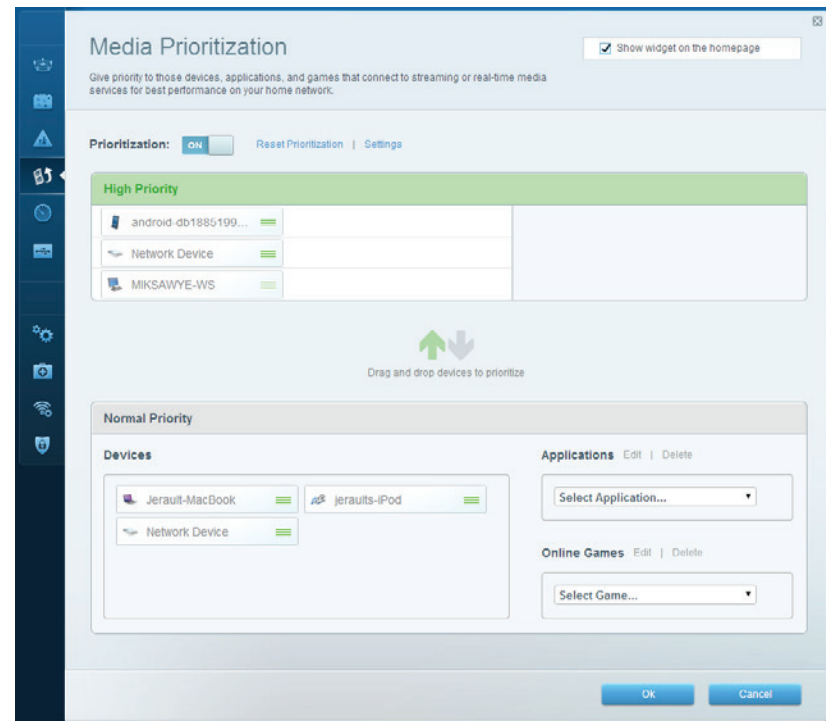 Media Prioritization
Show widget on the homepage
Give priority to those devices, applications, and games that connect to streaming or real-time media
services for best performance on your home network.
Prioritization: ON Reset Prioritization | Settings
High Priority
android-db1885199...
Network Device
MIKSAWYE-WS
Drag and drop devices to prioritize
Normal Priority
Devices
Jerault-MacBook
jeraults-iPod
Network Device
Applications Edit | Delete
Select Application...
Online Games Edit | Delete
Select Game...
Ok
Cancel